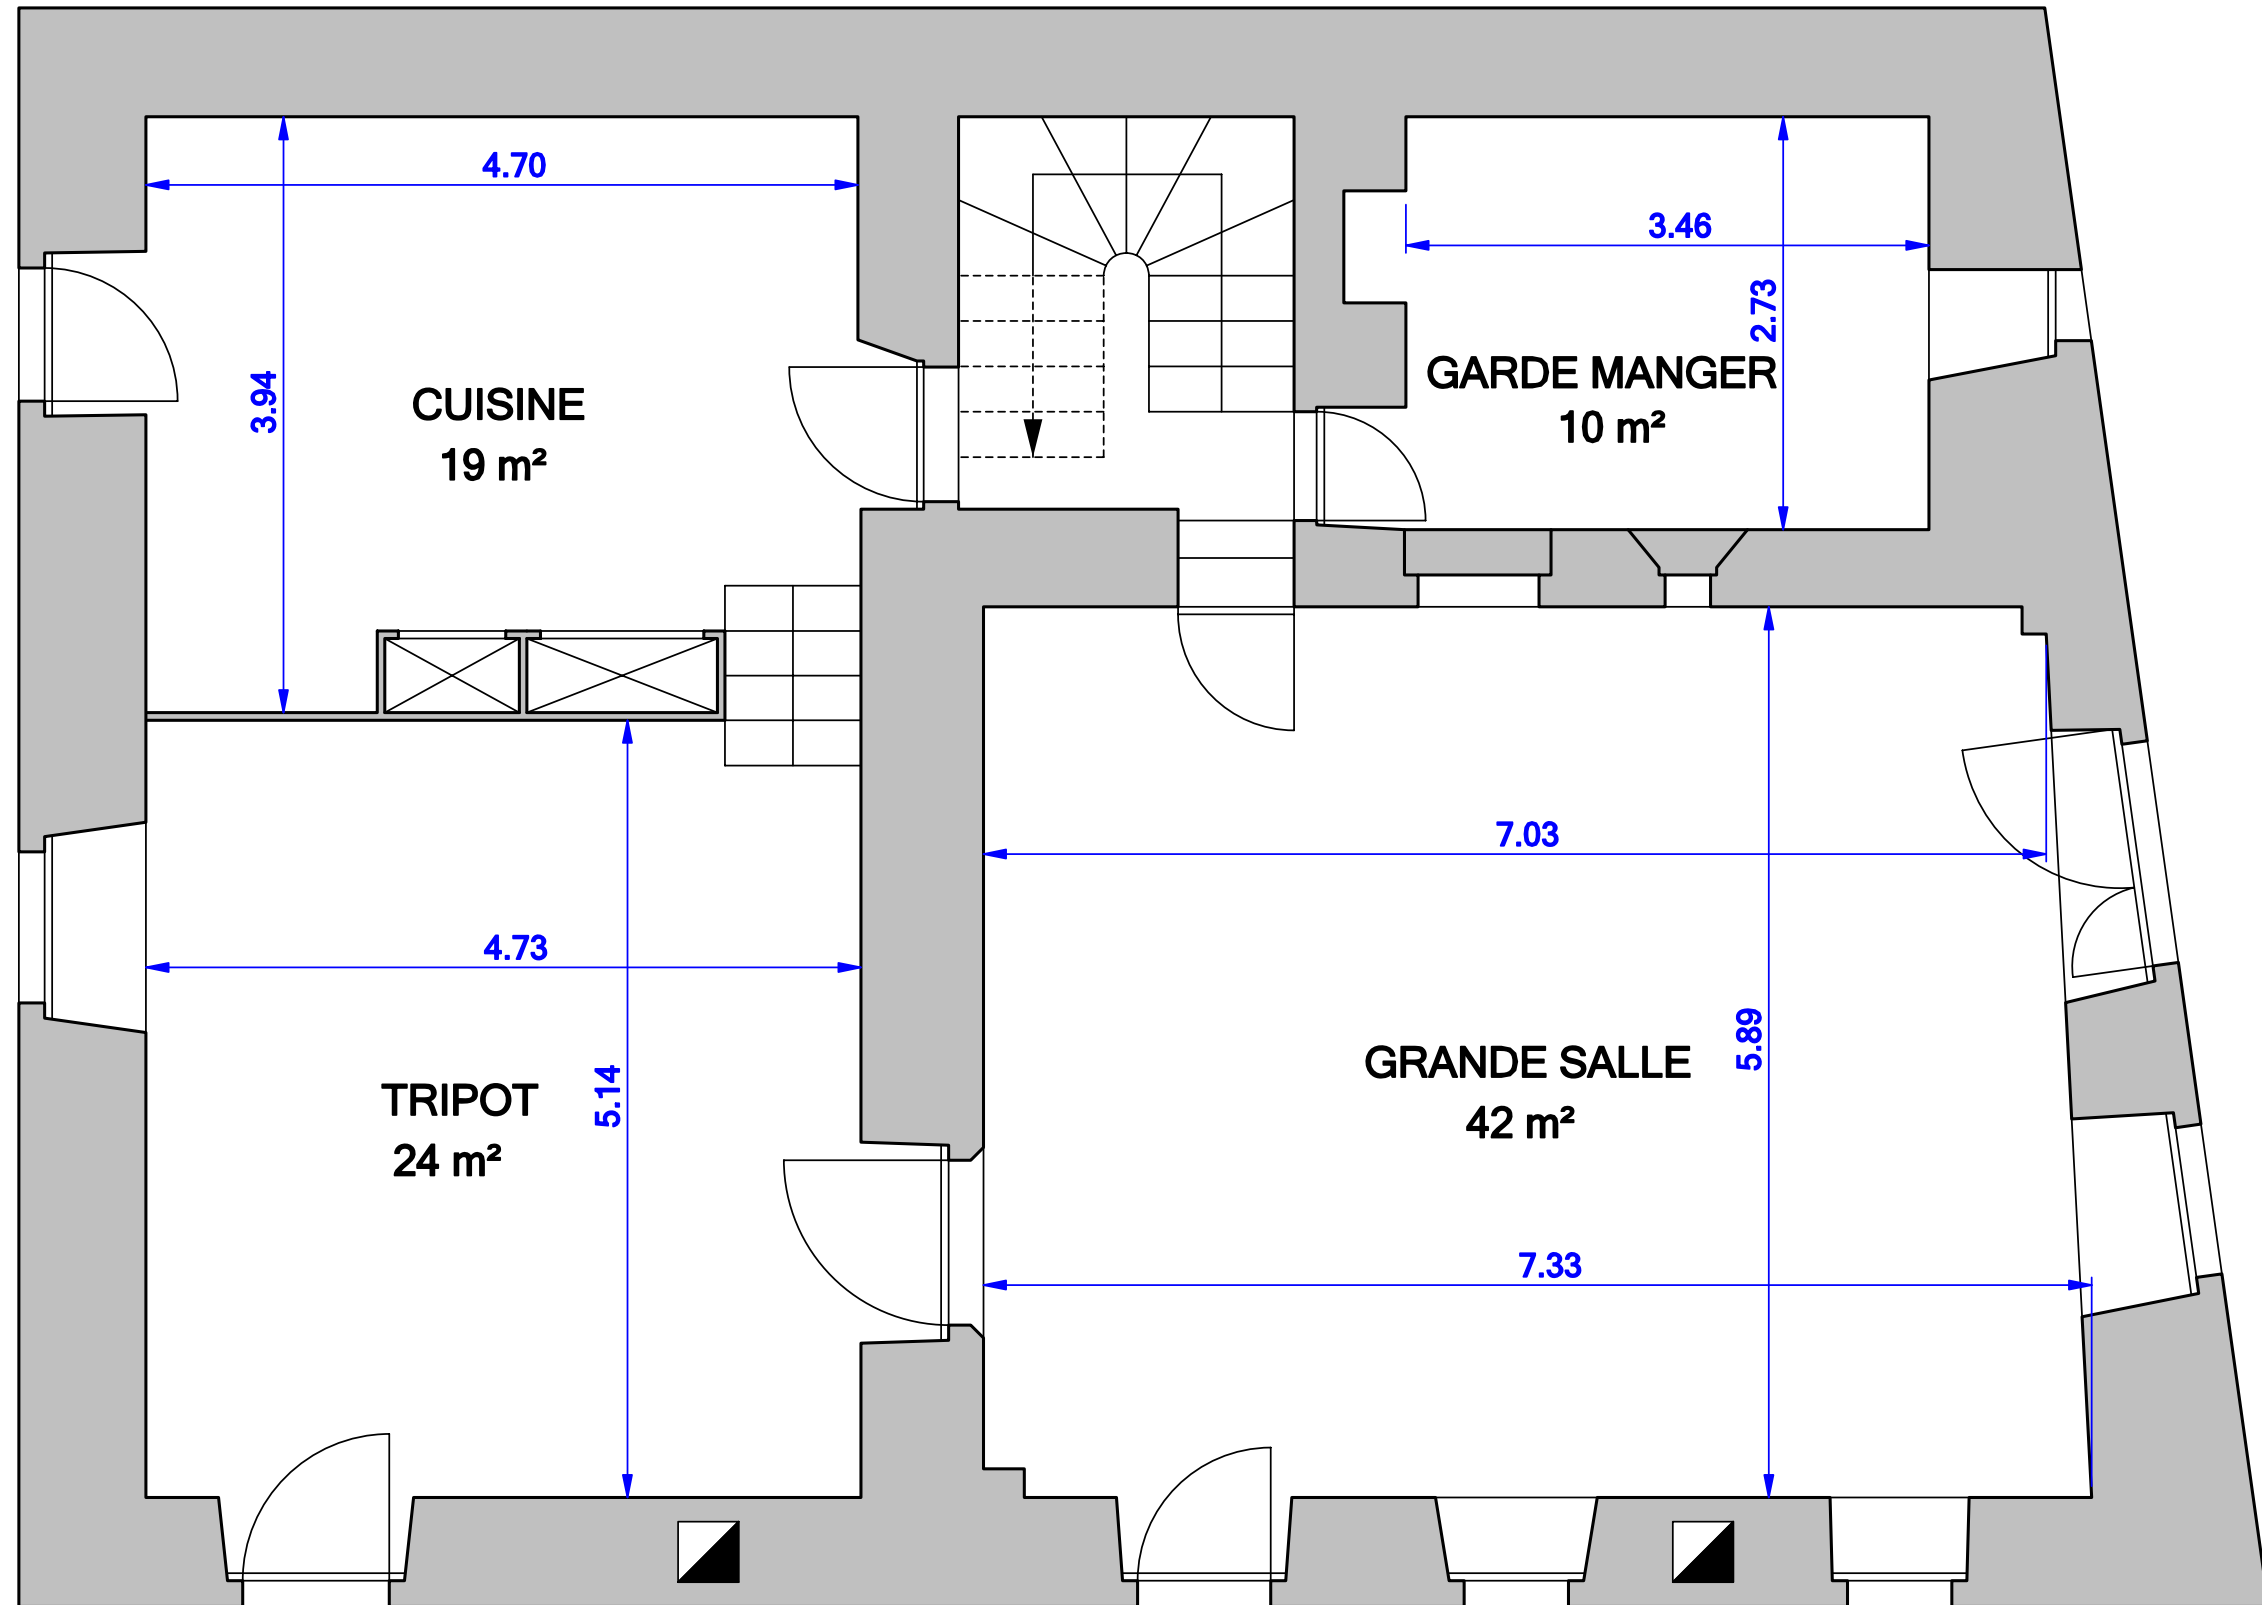 4.70
3.94
CUISINE
19 m²
3.46
2.73
GARDE MANGER
10 m²
4.73
5.14
TRIPOT
24 m²
7.03
5.89
GRANDE SALLE
42 m²
7.33